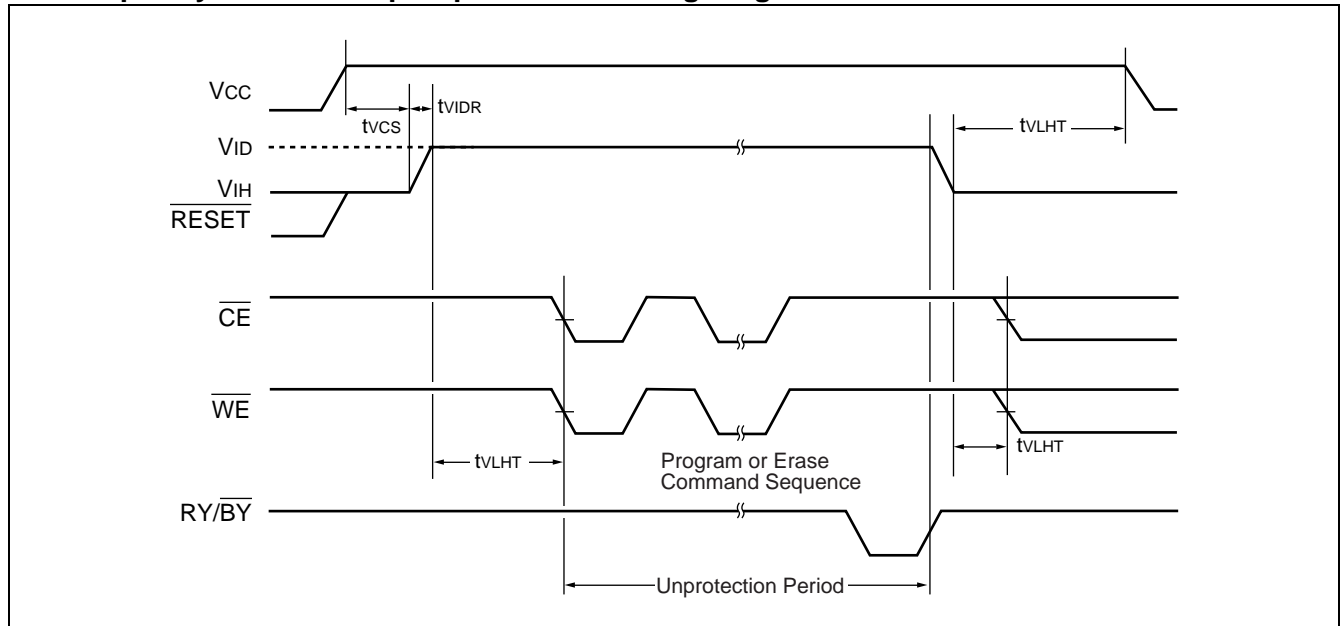 VCC
tVIDR
tVCS
tVLHT
VID
VIH
RESET
CE
WE
tVLHT
Program or Erase
Command Sequence
tVLHT
RY/BY
Unprotection Period